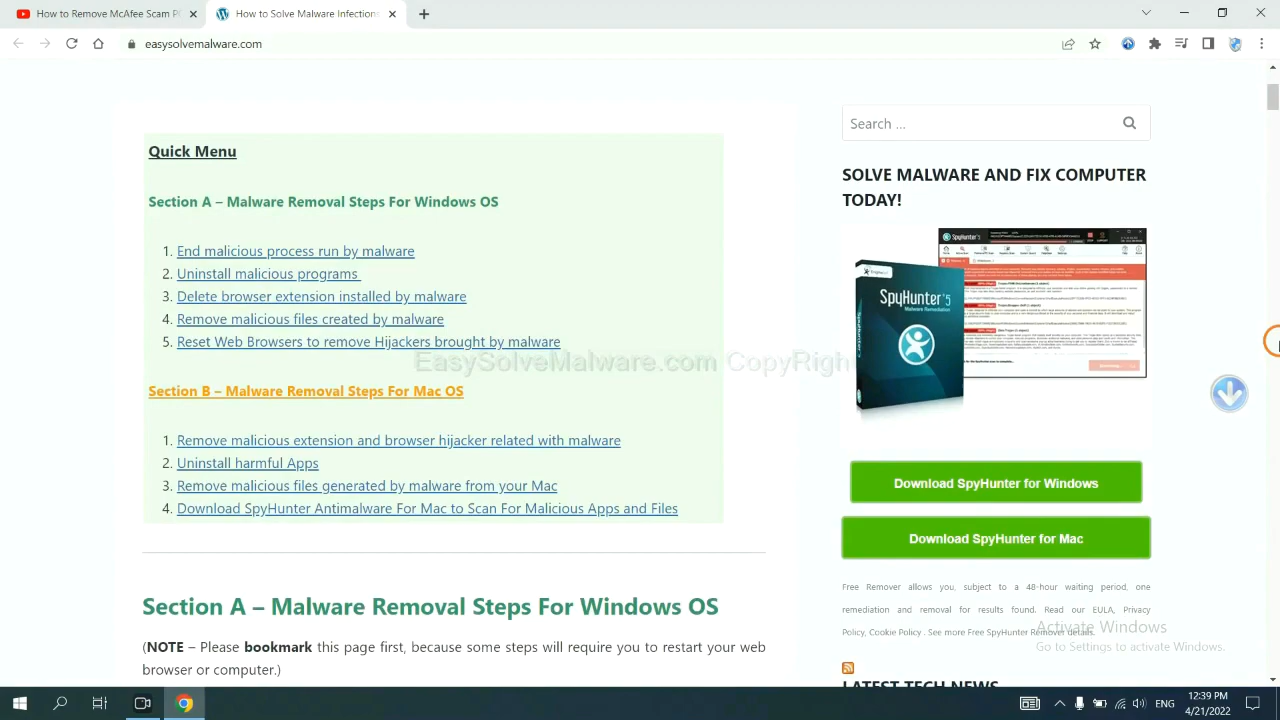 How to Remove Malware
How to Solve Malware Infections
easysolvemalware.com
Quick Menu
Section A – Malware Removal Steps For Windows OS
1. End malicious process run by malware
2. Uninstall malicious programs
3. Delete browser extension installed by malware
4. Remove malicious files created by malware
5. Reset Web Browsers to remove Hijackers brought by malware
Section B – Malware Removal Steps For Mac OS
1. Remove malicious extension and browser hijacker related with malware
2. Uninstall harmful Apps
3. Remove malicious files generated by malware from your Mac
4. Download SpyHunter Antimalware For Mac to Scan For Malicious Apps and Files
Section A – Malware Removal Steps For Windows OS
(NOTE – Please bookmark this page first, because some steps will require you to restart your web
browser or computer.)
Search …
SOLVE MALWARE AND FIX COMPUTER
TODAY!
SpyHunter 5
Malware Remediation
SpyHunter 5
Download SpyHunter for Windows
Download SpyHunter for Mac
Free Remover allows you, subject to a 48-hour waiting period, one
remediation and removal for results found. Read our EULA, Privacy
Policy, Cookie Policy . See more Free SpyHunter Remover details.
LATEST TECH NEWS
Activate Windows
Go to Settings to activate Windows.
ENG
12:39 PM
4/21/2022